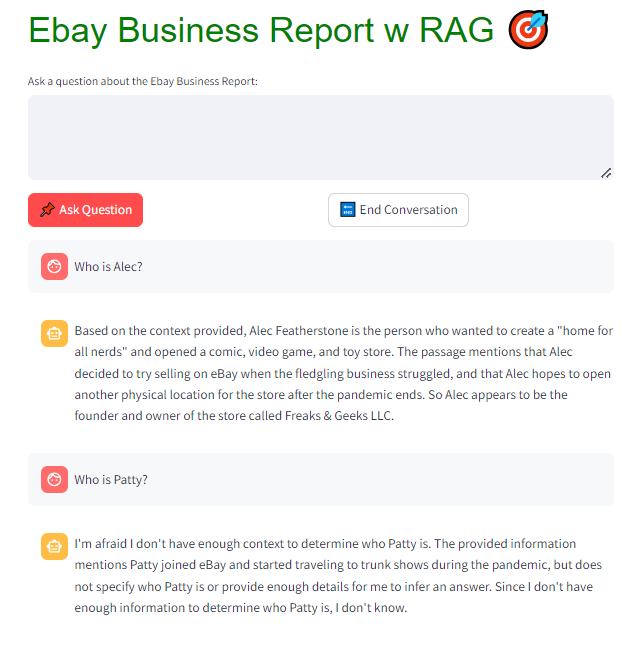 Ebay Business Report w RAG
Ask a question about the Ebay Business Report:
Ask Question
End Conversation
Who is Alec?
Based on the context provided, Alec Featherstone is the person who wanted to create a "home for
all nerds" and opened a comic, video game, and toy store. The passage mentions that Alec
decided to try selling on eBay when the fledgling business struggled, and that Alec hopes to open
another physical location for the store after the pandemic ends. So Alec appears to be the
founder and owner of the store called Freaks & Geeks LLC.
Who is Patty?
I'm afraid I don't have enough context to determine who Patty is. The provided information
mentions Patty joined eBay and started traveling to trunk shows during the pandemic, but does
not specify who Patty is or provide enough details for me to infer an answer. Since I don't have
enough information to determine who Patty is, I don't know.